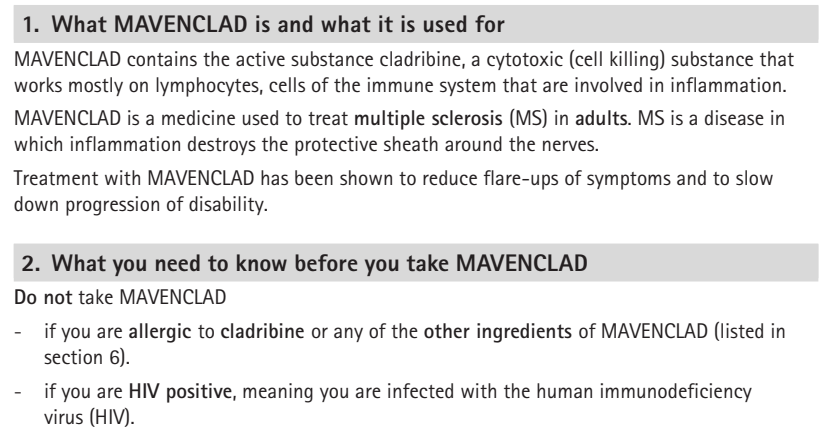 1. What MAVENCLAD is and what it is used for
MAVENCLAD contains the active substance cladribine, a cytotoxic (cell killing) substance that
works mostly on lymphocytes, cells of the immune system that are involved in inflammation.
MAVENCLAD is a medicine used to treat multiple sclerosis (MS) in adults. MS is a disease in
which inflammation destroys the protective sheath around the nerves.
Treatment with MAVENCLAD has been shown to reduce flare-ups of symptoms and to slow
down progression of disability.
2. What you need to know before you take MAVENCLAD
Do not take MAVENCLAD
- if you are allergic to cladribine or any of the other ingredients of MAVENCLAD (listed in
section 6).
- if you are HIV positive, meaning you are infected with the human immunodeficiency
virus (HIV).